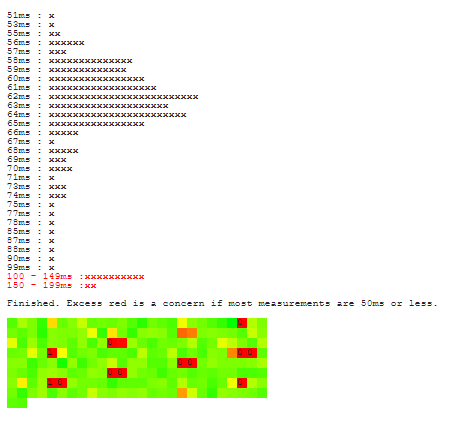 51ms : x
53ms : x
55ms : xx
56ms : xxxxxx
57ms : xxx
58ms : xxxxxxxxxxxxxx
59ms : xxxxxxxxxxxxx
60ms : xxxxxxxxxxxxxxxx
61ms : xxxxxxxxxxxxxxxxxx
62ms : xxxxxxxxxxxxxxxxxxxxxxxxx
63ms : xxxxxxxxxxxxxxxxxxxx
64ms : xxxxxxxxxxxxxxxxxxxxxxx
65ms : xxxxxxxxxxxxxxxx
66ms : xxxxx
67ms : x
68ms : xxxxx
69ms : xxx
70ms : xxxx
71ms : x
73ms : xxx
74ms : xxx
75ms : x
77ms : x
78ms : x
85ms : x
87ms : x
88ms : x
90ms : x
99ms : x
100 - 149ms :xxxxxxxxxx
150 - 199ms :xx
Finished. Excess red is a concern if most measurements are 50ms or less.